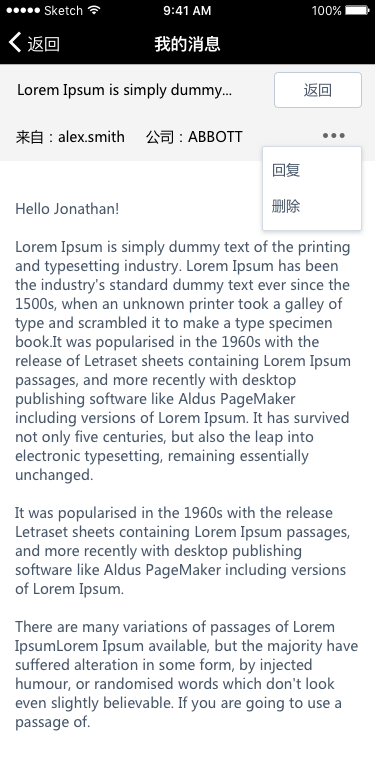 ●●●●● Sketch 9:41 AM 100%
返回 我的消息
Lorem Ipsum is simply dummy... 返回
来自：alex.smith 公司：ABBOTT •••
回复
删除
Hello Jonathan!
Lorem Ipsum is simply dummy text of the printing
and typesetting industry. Lorem Ipsum has been
the industry's standard dummy text ever since the
1500s, when an unknown printer took a galley of
type and scrambled it to make a type specimen
book.It was popularised in the 1960s with the
release of Letraset sheets containing Lorem Ipsum
passages, and more recently with desktop
publishing software like Aldus PageMaker
including versions of Lorem Ipsum. It has survived
not only five centuries, but also the leap into
electronic typesetting, remaining essentially
unchanged.
It was popularised in the 1960s with the release
Letraset sheets containing Lorem Ipsum passages,
and more recently with desktop publishing
software like Aldus PageMaker including versions
of Lorem Ipsum.
There are many variations of passages of Lorem
IpsumLorem Ipsum available, but the majority have
suffered alteration in some form, by injected
humour, or randomised words which don't look
even slightly believable. If you are going to use a
passage of.